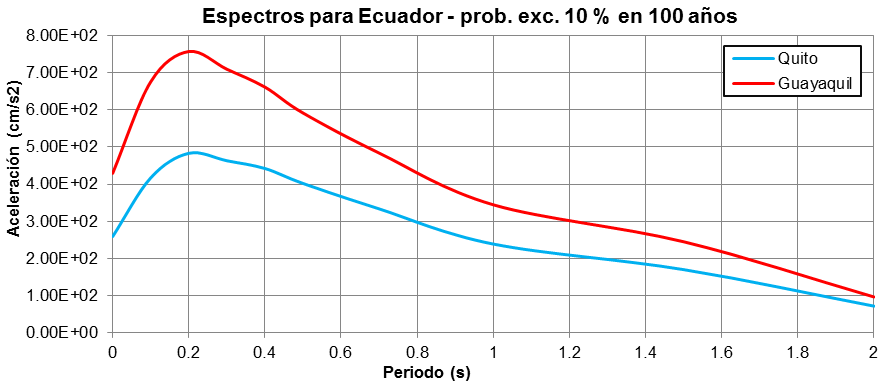 Espectros para Ecuador - prob. exc. 10 % en 100 años
8.00E+02
7.00E+02
6.00E+02
5.00E+02
4.00E+02
3.00E+02
2.00E+02
1.00E+02
0.00E+00
Aceleración (cm/s2)
Quito
Guayaquil
0 0.2 0.4 0.6 0.8 1 1.2 1.4 1.6 1.8 2
Periodo (s)